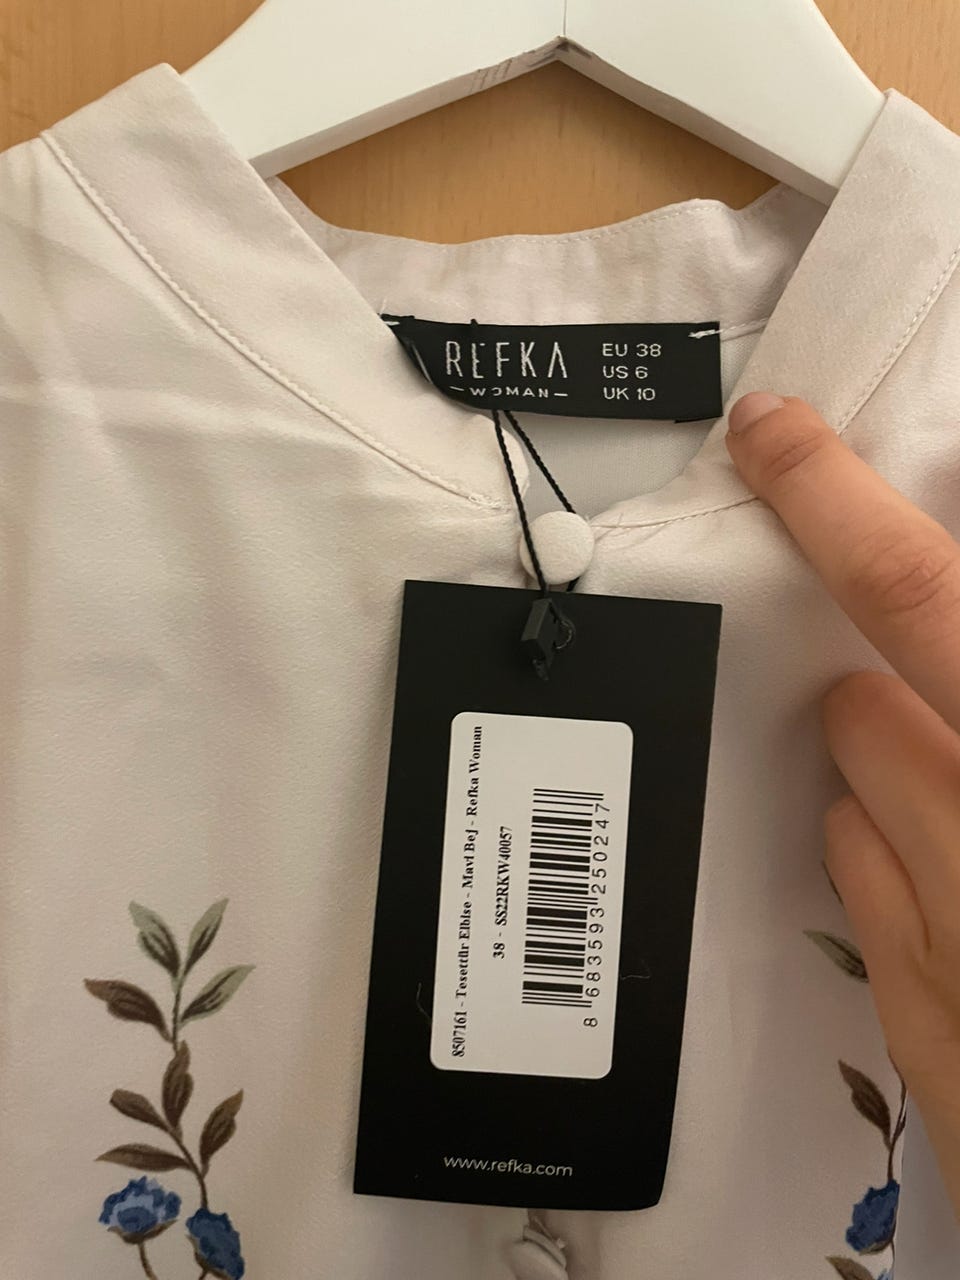 REFKA
WOMAN
EU 38
US 6
UK 10
8507161 - Tesettür Elbise - Mavi Bej - Refka Woman
38 - SS22RKW40057
8 683593 250247
www.refka.com